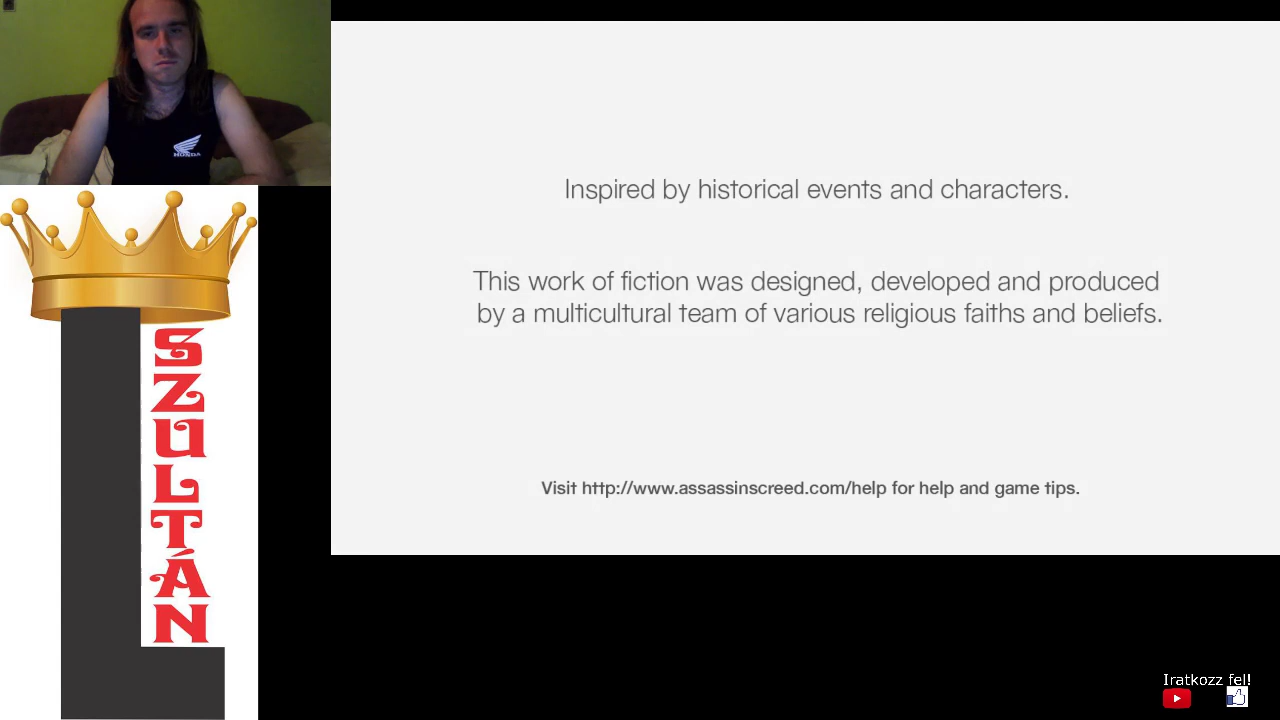 HONDA
Inspired by historical events and characters.
This work of fiction was designed, developed and produced
by a multicultural team of various religious faiths and beliefs.
Visit http://www.assassinscreed.com/help for help and game tips.
L
SZULTÁN
Iratkozz fel!